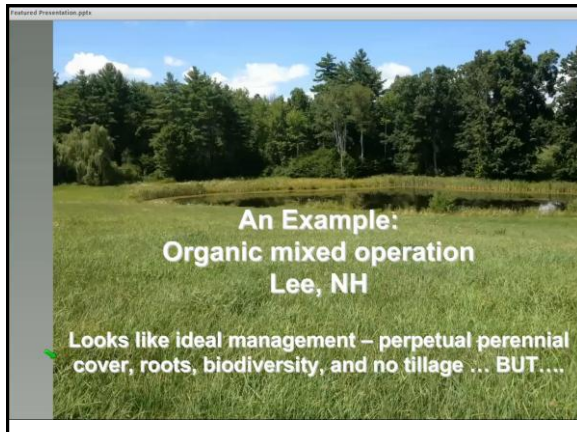 Featured Presentation.pptx
An Example:
Organic mixed operation
Lee, NH
Looks like ideal management – perpetual perennial
cover, roots, biodiversity, and no tillage … BUT….